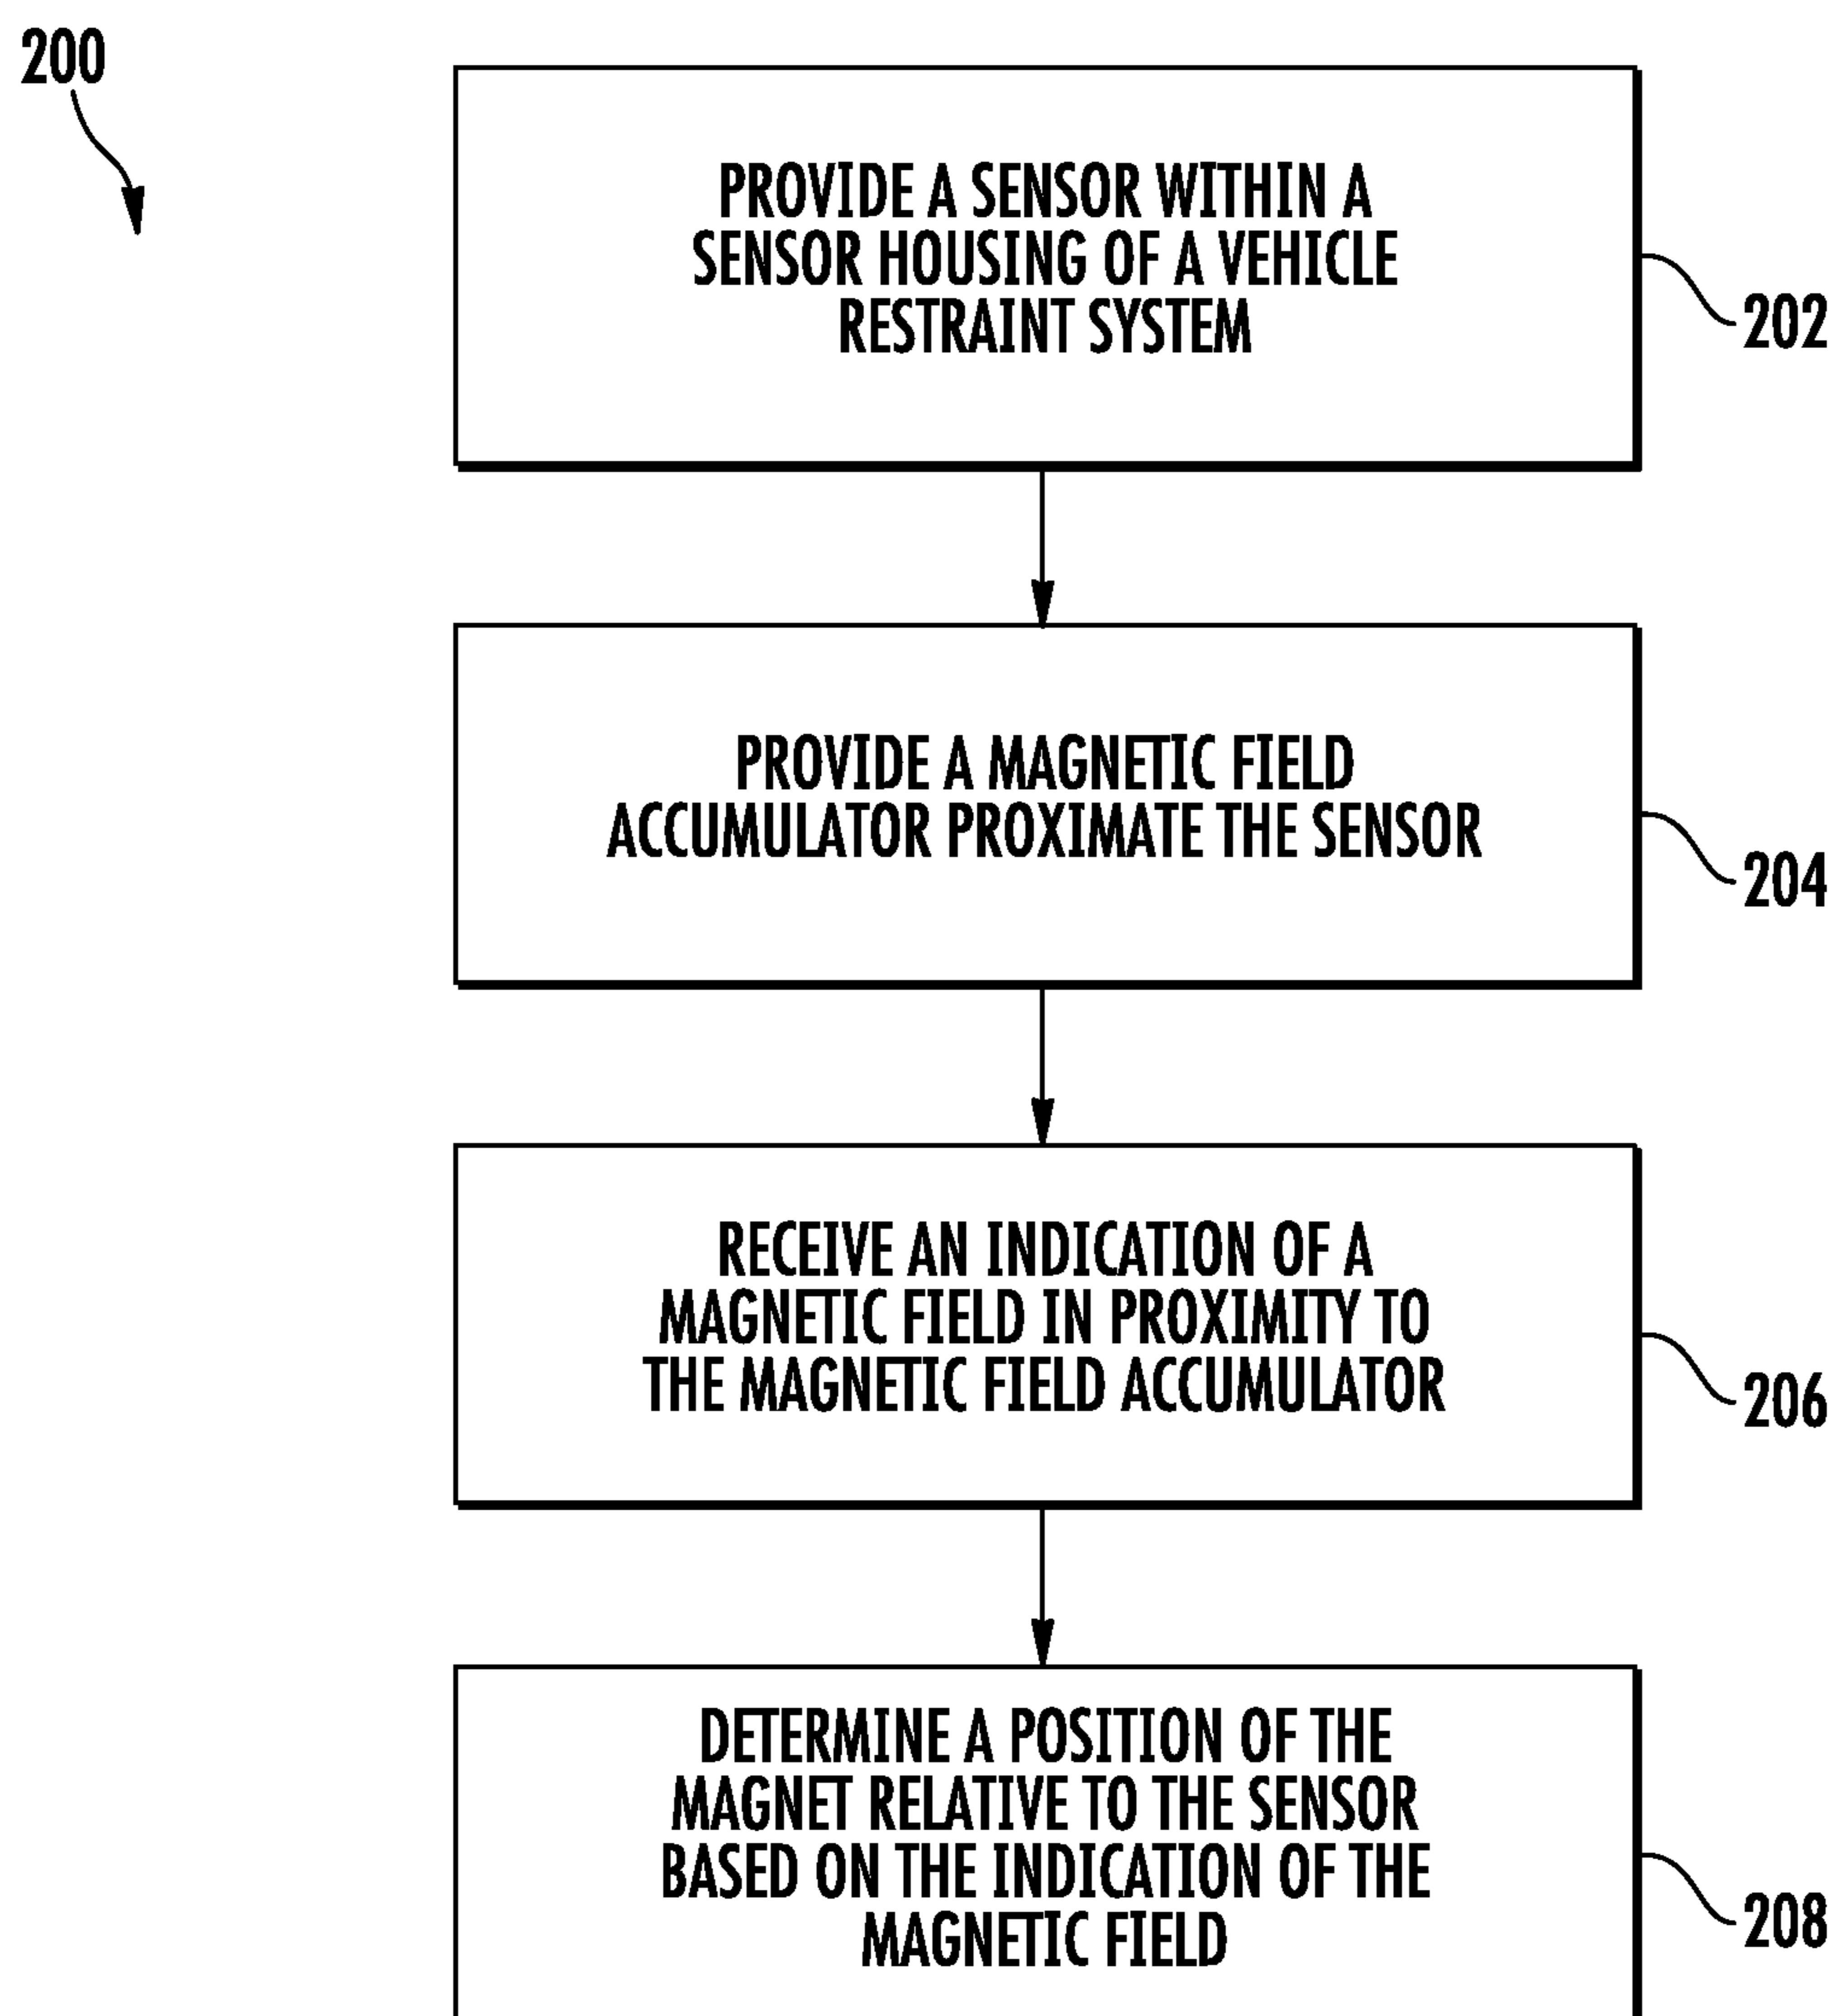 200
PROVIDE A SENSOR WITHIN A
SENSOR HOUSING OF A VEHICLE
RESTRAINT SYSTEM
202
PROVIDE A MAGNETIC FIELD
ACCUMULATOR PROXIMATE THE SENSOR
204
RECEIVE AN INDICATION OF A
MAGNETIC FIELD IN PROXIMITY TO
THE MAGNETIC FIELD ACCUMULATOR
206
DETERMINE A POSITION OF THE
MAGNET RELATIVE TO THE SENSOR
BASED ON THE INDICATION OF THE
MAGNETIC FIELD
208